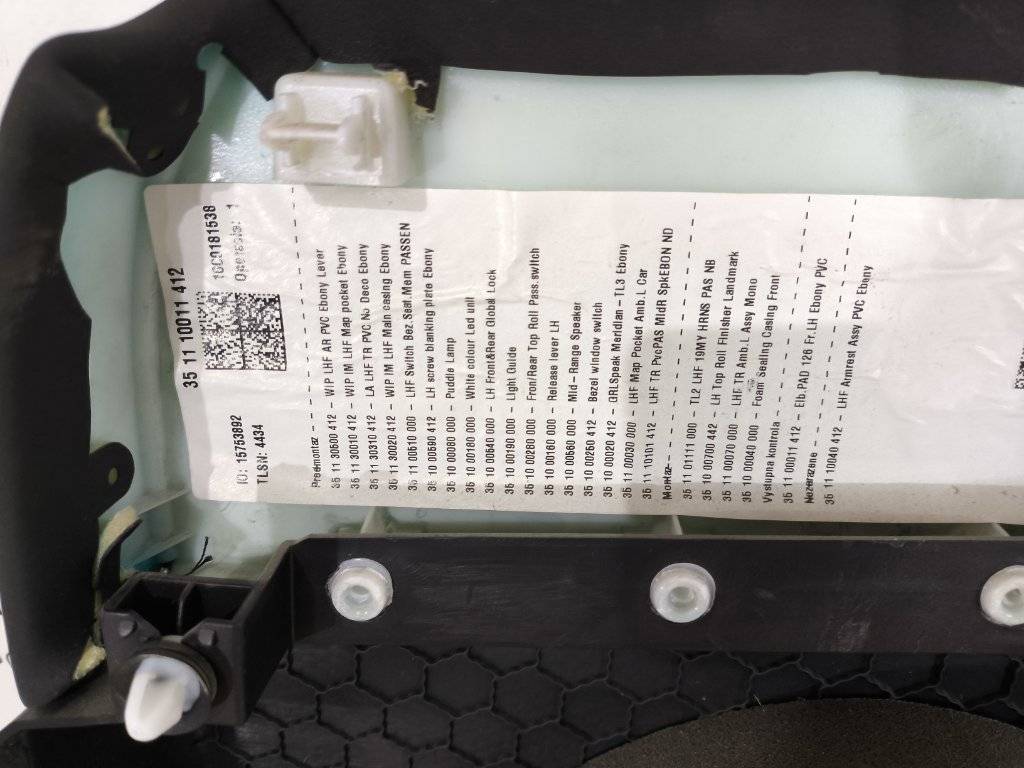 35 11 10011 412
ID: 15753892
TLSN: 4434
Operacia: 1
Preemontaz
35 11 30500 412 - WIP LHF AR PVC Ebony Lever
35 11 30010 412 - WIP IM LHF Map pocket Ebony
35 11 30310 412 - LA LHF TR PVC No Deco Ebony
35 11 30020 412 - WIP IM LHF Main casing Ebony
35 11 00510 000 - LHF Switch Bez.Seat.Mem PASSEN
35 10 00590 412 - LH screw blanking plate Ebony
35 10 00080 000 - Puddle Lamp
35 10 00180 000 - White colour Led unit
35 10 00640 000 - LH Front&Rear Global Lock
35 10 00190 000 - Light Guide
35 10 00280 000 - Fron/Rear Top Roll Pass.switch
35 10 00160 000 - Release lever LH
35 10 00560 000 - Mid-Range Speaker
35 10 00250 412 - Bezel window switch
35 10 00020 412 - GRLSpeak Meridian-TL3 Ebony
35 11 00030 000 - LHF Map Pocket Amb.L Car
35 11 10101 412 - LHF TR PvcPAS MidR SpkEBON ND
Montaz
35 11 01111 000 - TL2 LHF 19MY HRNS PAS NB
35 10 00700 442 - LH Top Roll Finisher Landmark
35 11 00070 000 - LHF TR Amb.L Assy Mono
35 10 00040 000 - Foam Sealing Casing Front
Vystupna kontrola
35 11 00011 412 - Elb.PAD 126 Fr.LH Ebony PVC
Nezaradene
35 11 10040 412 - LHF Armrest Assy PVC Ebony